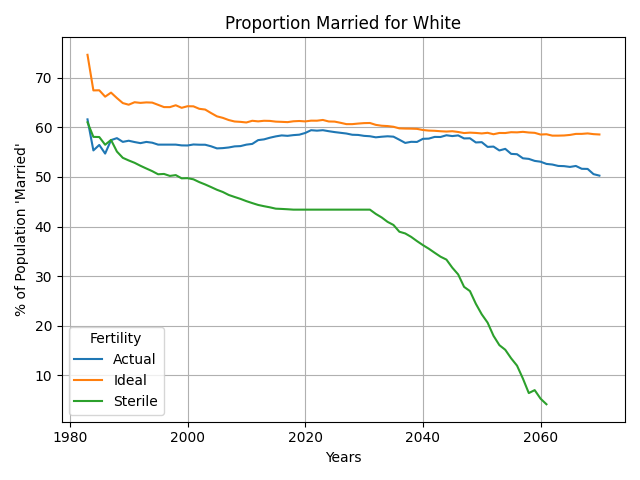 Proportion Married for White
% of Population 'Married'
70
60
50
40
30
20
10
Fertility
Actual
Ideal
Sterile
1980 2000 2020 2040 2060
Years